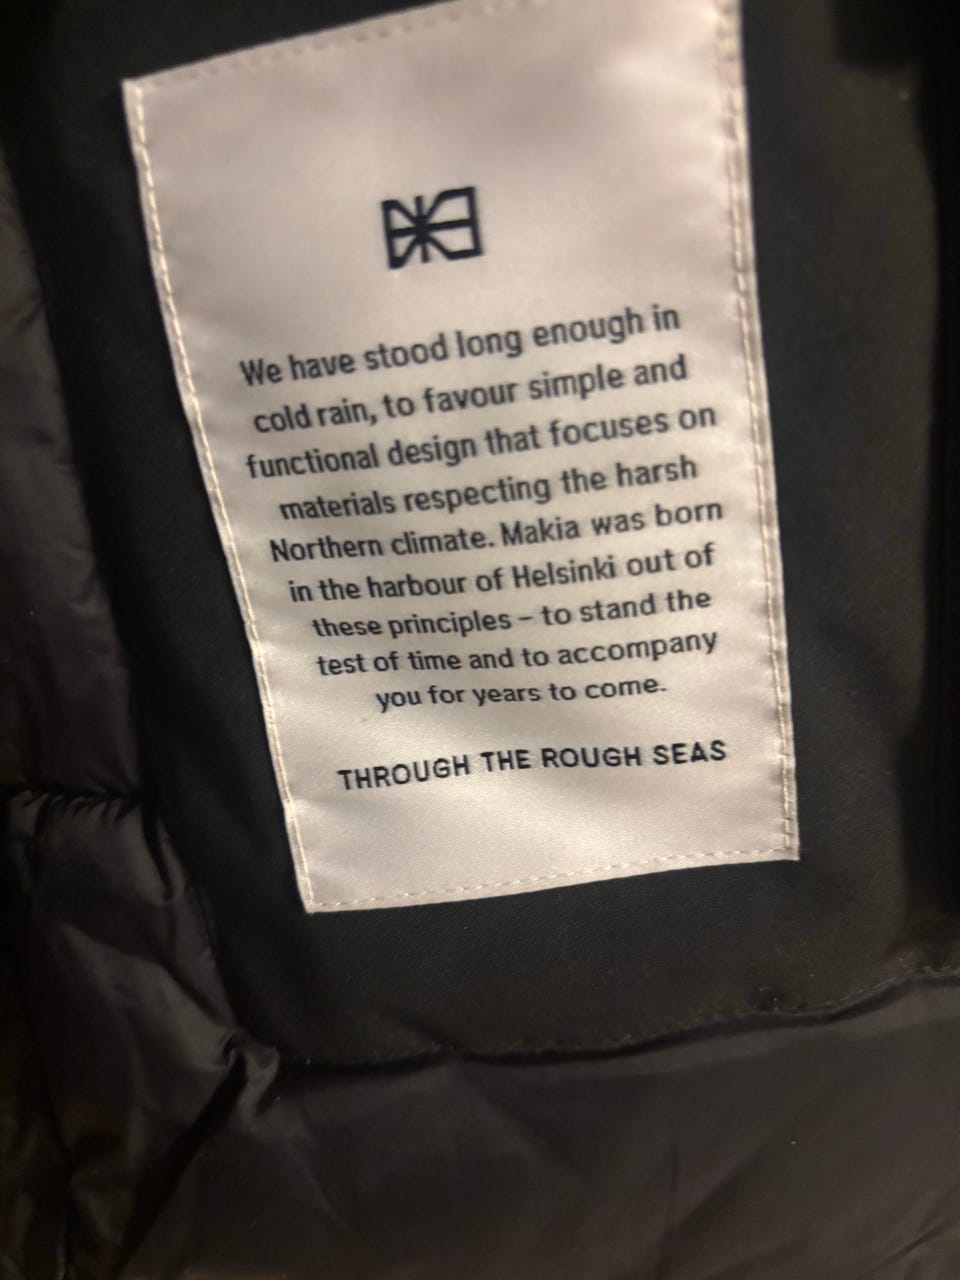 We have stood long enough in
cold rain, to favour simple and
functional design that focuses on
materials respecting the harsh
Northern climate. Makia was born
in the harbour of Helsinki out of
these principles – to stand the
test of time and to accompany
you for years to come.
THROUGH THE ROUGH SEAS